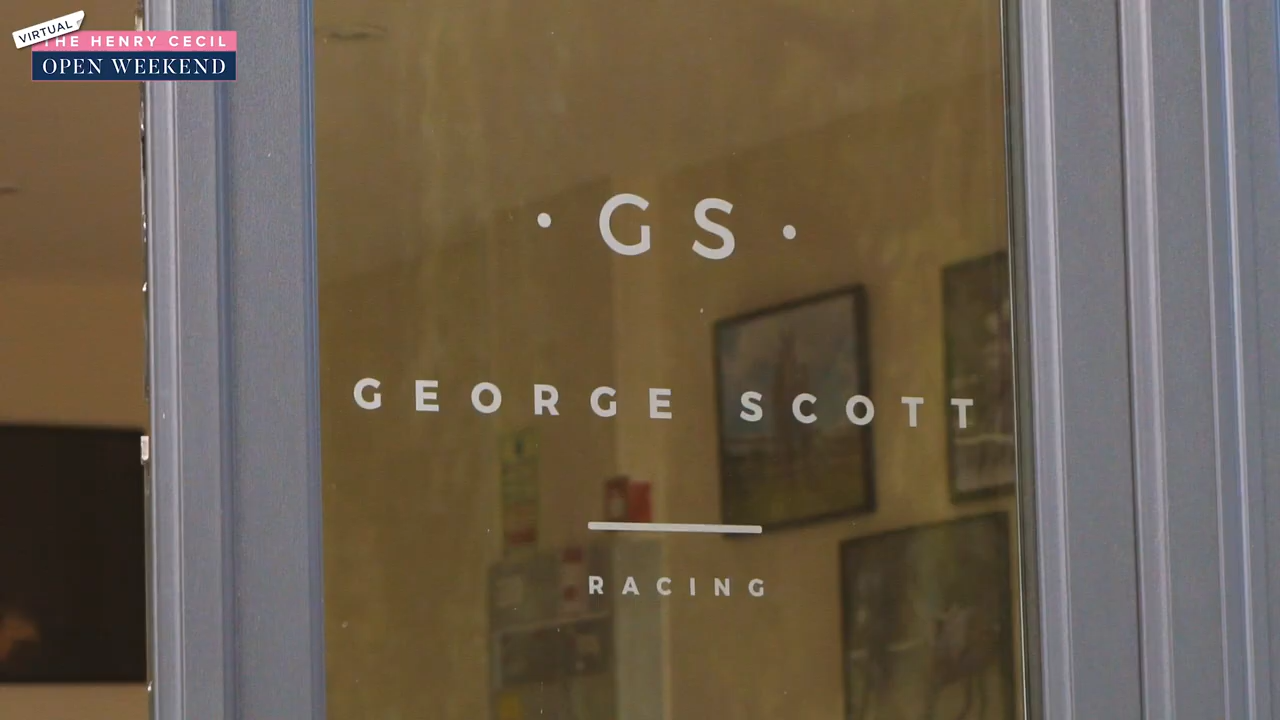 VIRTUAL
THE HENRY CECIL
OPEN WEEKEND
· GS ·
GEORGE SCOTT
RACING